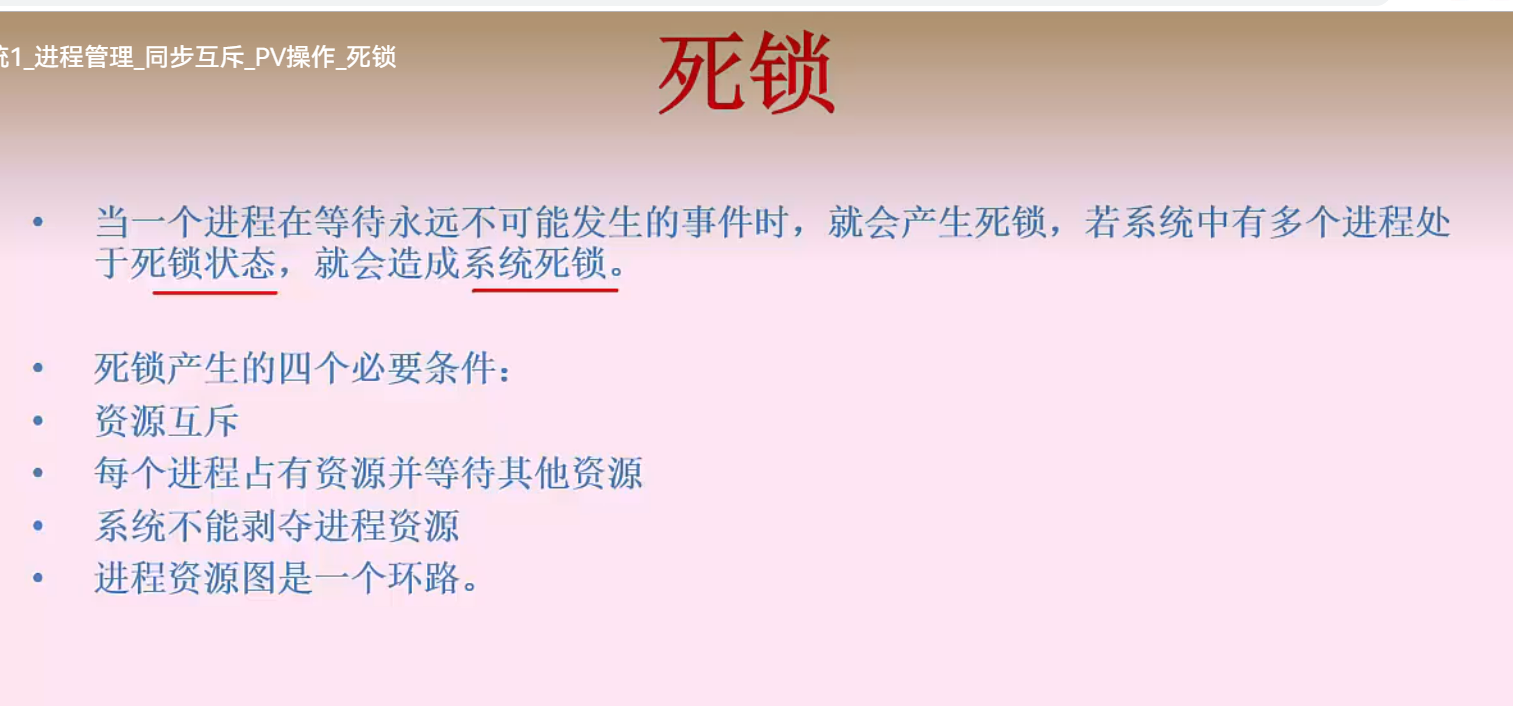 统1_进程管理_同步互斥_PV操作_死锁
死锁
• 当一个进程在等待永远不可能发生的事件时，就会产生死锁，若系统中有多个进程处
于死锁状态，就会造成系统死锁。
• 死锁产生的四个必要条件：
• 资源互斥
• 每个进程占有资源并等待其他资源
• 系统不能剥夺进程资源
• 进程资源图是一个环路。